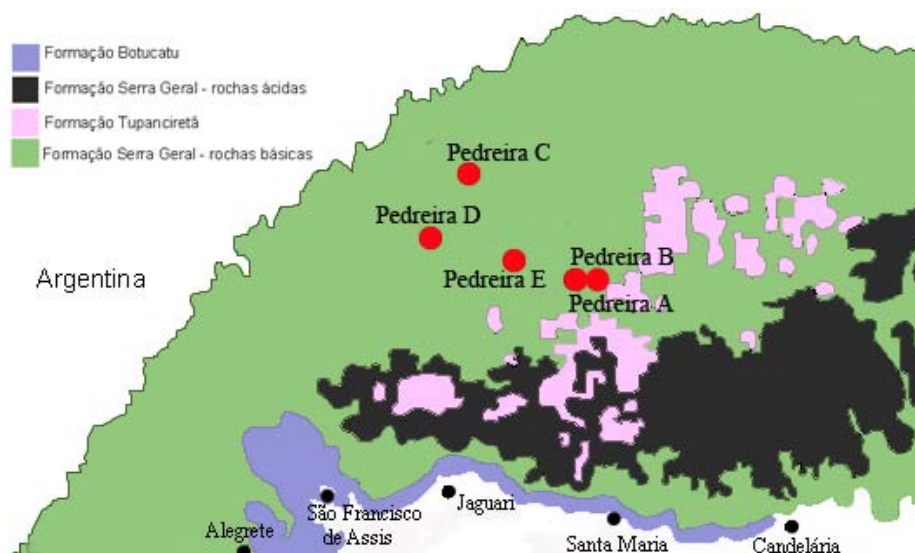 Formação Botucatu
Formação Serra Geral - rochas ácidas
Formação Tupanciretã
Formação Serra Geral - rochas básicas
Pedreira C
Pedreira D
Pedreira B
Pedreira E
Pedreira A
Argentina
Jaguari
São Francisco
de Assis
Alegrete
Santa Maria
Candelária